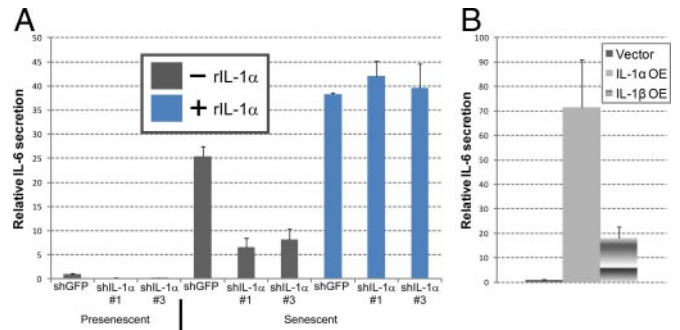 A
Relative IL-6 secretion
50
45
40
35
30
25
20
15
10
5
0
− rIL-1α
+ rIL-1α
shGFP shIL-1α #1 shIL-1α #3 shGFP shIL-1α #1 shIL-1α #3 shGFP shIL-1α #1 shIL-1α #3
Presenescent Senescent
B
Relative IL-6 secretion
100
90
80
70
60
50
40
30
20
10
0
Vector
IL-1α OE
IL-1β OE